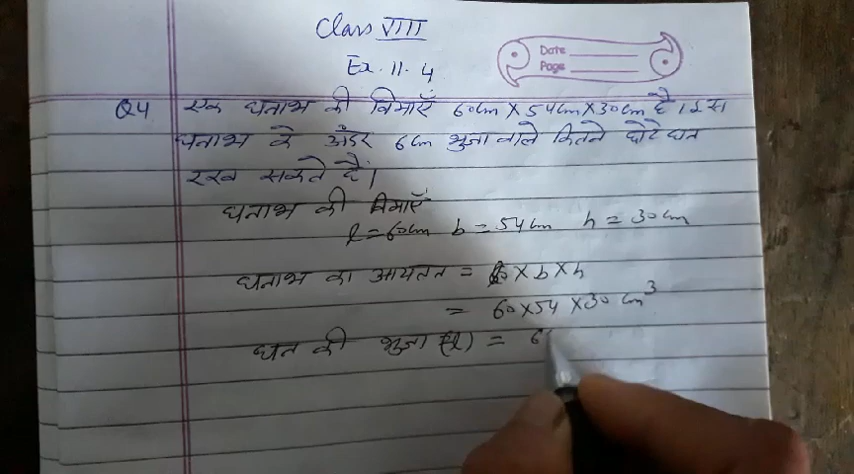 Class VIII
Date
Page
Ex. 11.4
Q4 एक घनाभ की विमाएँ 60cm × 54cm × 30cm है। इस
घनाभ के अंदर 6cm भुजा वाले कितने छोटे घन
रख सकते हैं।
घनाभ की विमाएँ
l = 60cm b = 54cm h = 30cm
घनाभ का आयतन = l × b × h
= 60 × 54 × 30 cm³
घन की भुजा (l) = 6